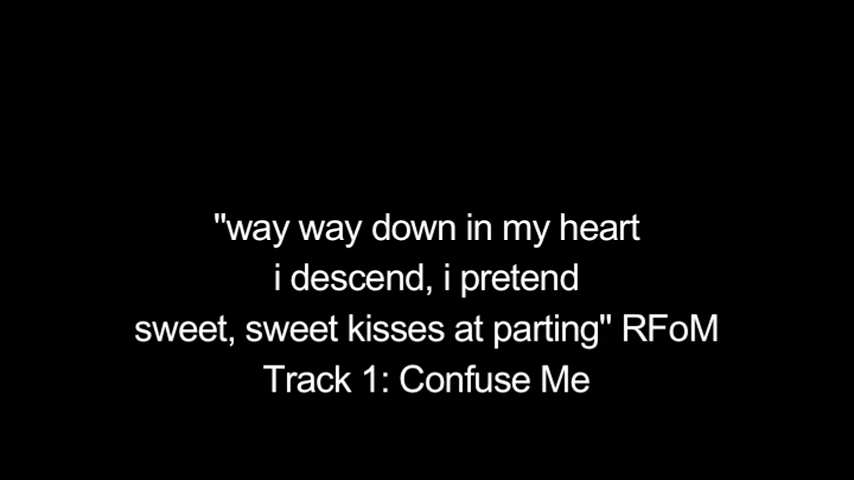 "way way down in my heart
i descend, i pretend
sweet, sweet kisses at parting" RFoM
Track 1: Confuse Me